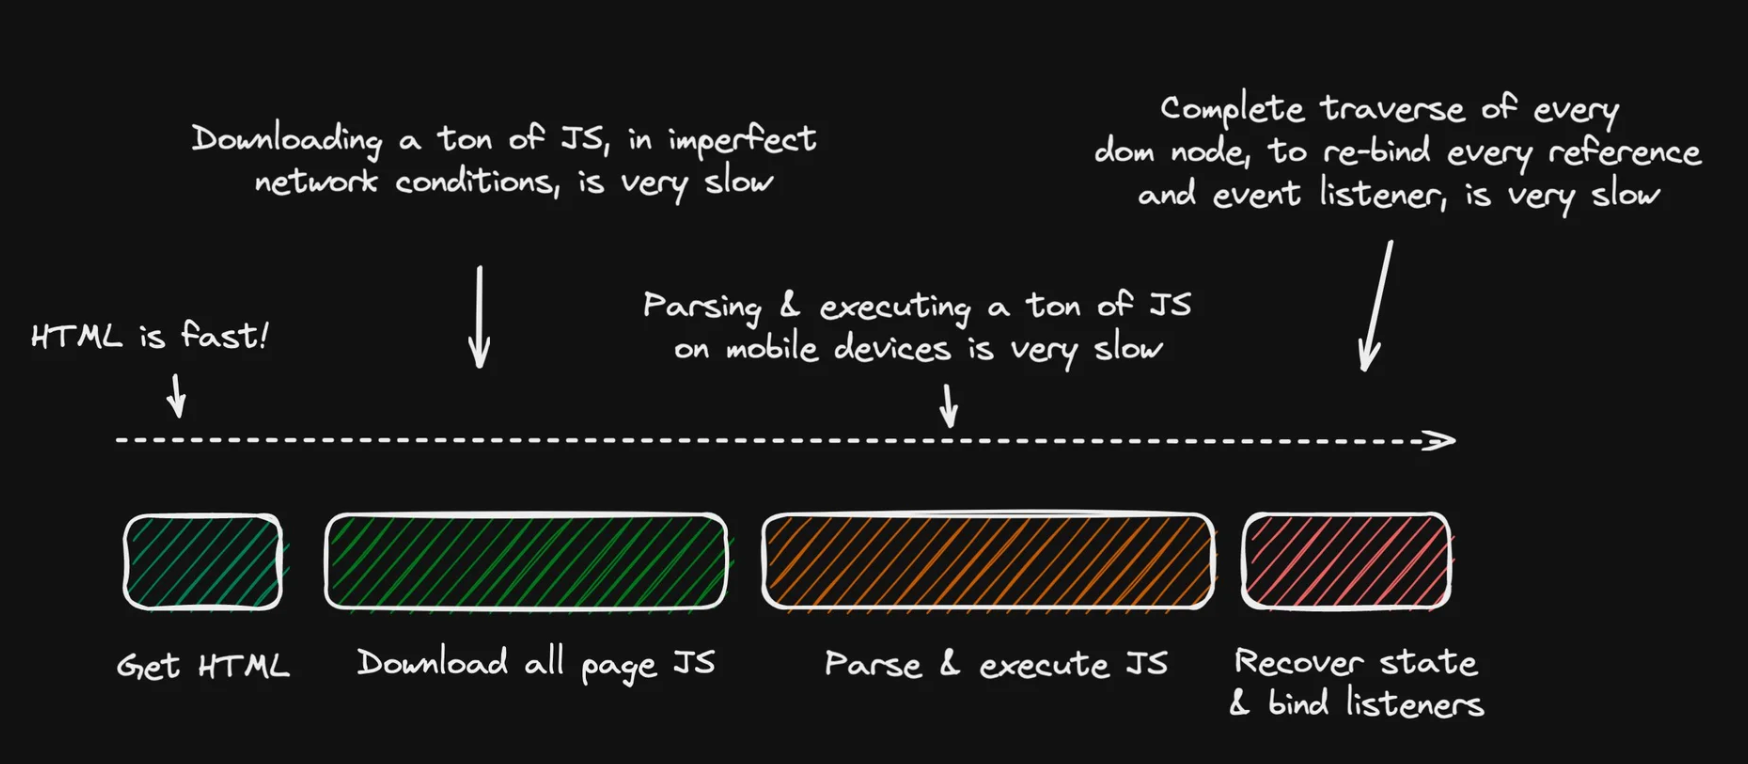 Downloading a ton of JS, in imperfect
network conditions, is very slow
Complete traverse of every
dom node, to re-bind every reference
and event listener, is very slow
HTML is fast!
Parsing & executing a ton of JS
on mobile devices is very slow
Get HTML
Download all page JS
Parse & execute JS
Recover state
& bind listeners